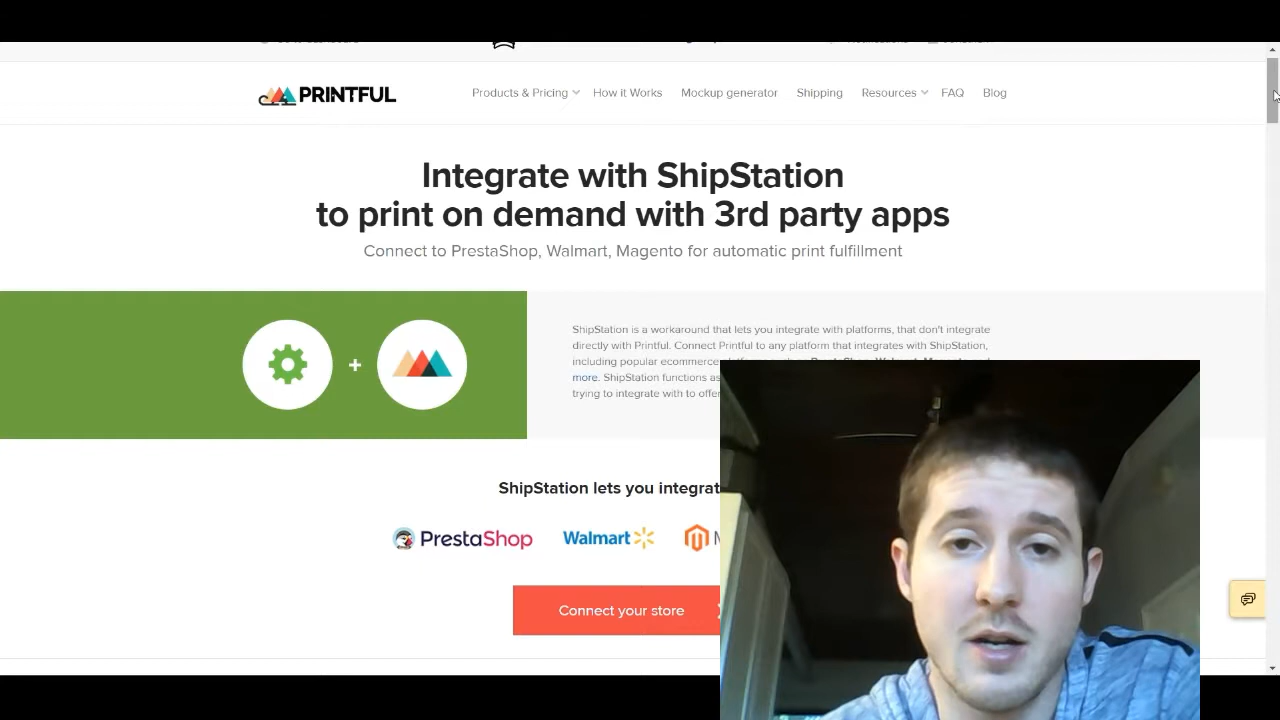 PRINTFUL
Products & Pricing
How it Works
Mockup generator
Shipping
Resources
FAQ
Blog
Integrate with ShipStation
to print on demand with 3rd party apps
Connect to PrestaShop, Walmart, Magento for automatic print fulfillment
+
ShipStation is a workaround that lets you integrate with platforms, that don't integrate
directly with Printful. Connect Printful to any platform that integrates with ShipStation,
including popular ecommerce
more. ShipStation functions as
trying to integrate with to offer
ShipStation lets you integrat
PrestaShop
Walmart
M
Connect your store